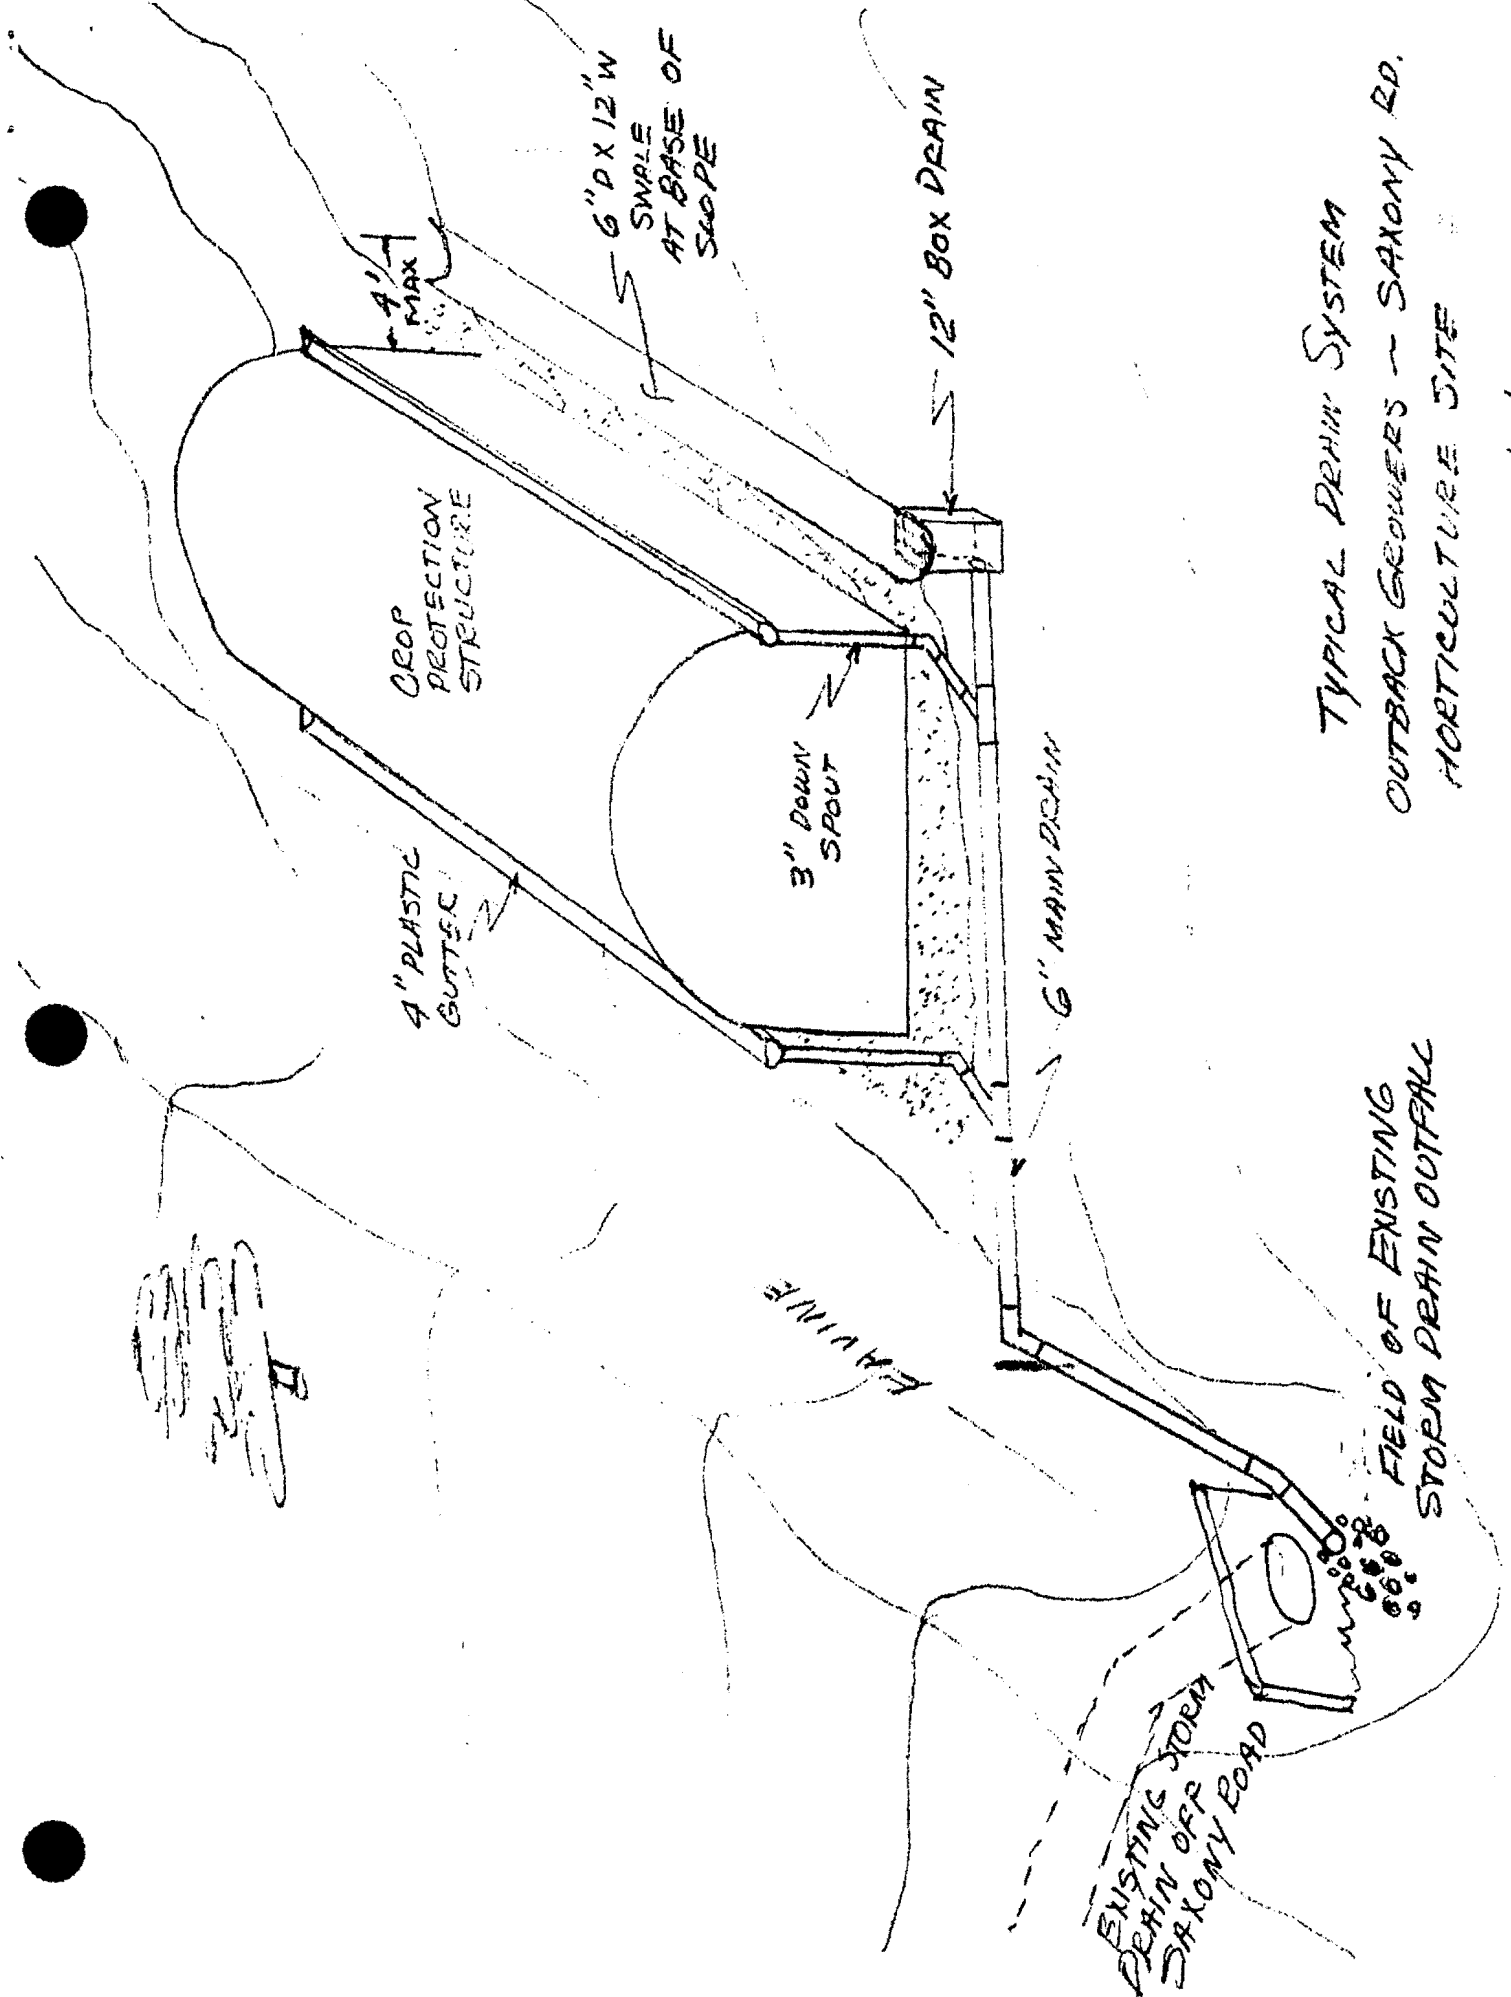 6" D X 12" W
SWALE
AT BASE OF
SLOPE
4'
MAX
CROP
PROTECTION
STRUCTURE
4" PLASTIC
GUTTER
12" BOX DRAIN
3" DOWN
SPOUT
6" MAIN DRAIN
RAVINE
EXISTING STORM
DRAIN OFF
SAXONY ROAD
FIELD OF EXISTING
STORM DRAIN OUTFALL
TYPICAL DRAIN SYSTEM
OUTBACK GROWERS - SAXONY RD.
HORTICULTURE SITE